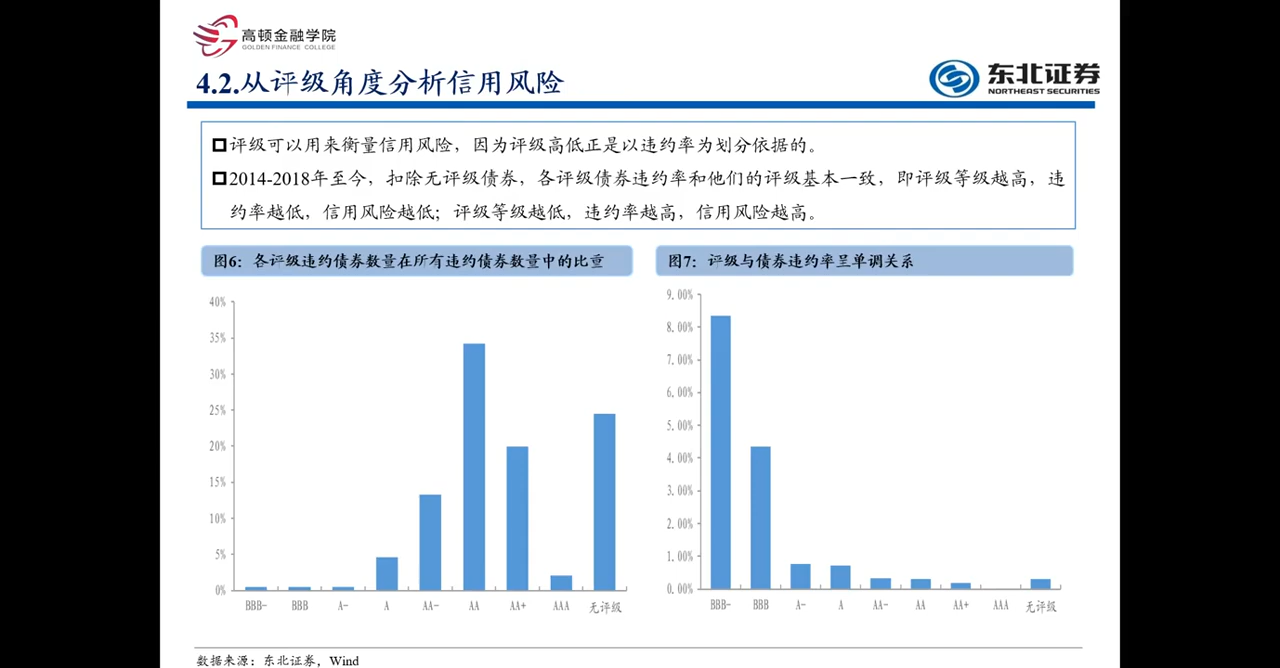 高顿金融学院
GOLDEN FINANCE COLLEGE
4.2.从评级角度分析信用风险
东北证券
NORTHEAST SECURITIES
评级可以用来衡量信用风险，因为评级高低正是以违约率为划分依据的。
2014-2018年至今，扣除无评级债券，各评级债券违约率和他们的评级基本一致，即评级等级越高，违
约率越低，信用风险越低；评级等级越低，违约率越高，信用风险越高。
图6：各评级违约债券数量在所有违约债券数量中的比重
40%
35%
30%
25%
20%
15%
10%
5%
0%
BBB- BBB A- A AA- AA AA+ AAA 无评级
图7：评级与债券违约率呈单调关系
9.00%
8.00%
7.00%
6.00%
5.00%
4.00%
3.00%
2.00%
1.00%
0.00%
BBB- BBB A- A AA- AA AA+ AAA 无评级
数据来源：东北证券，Wind